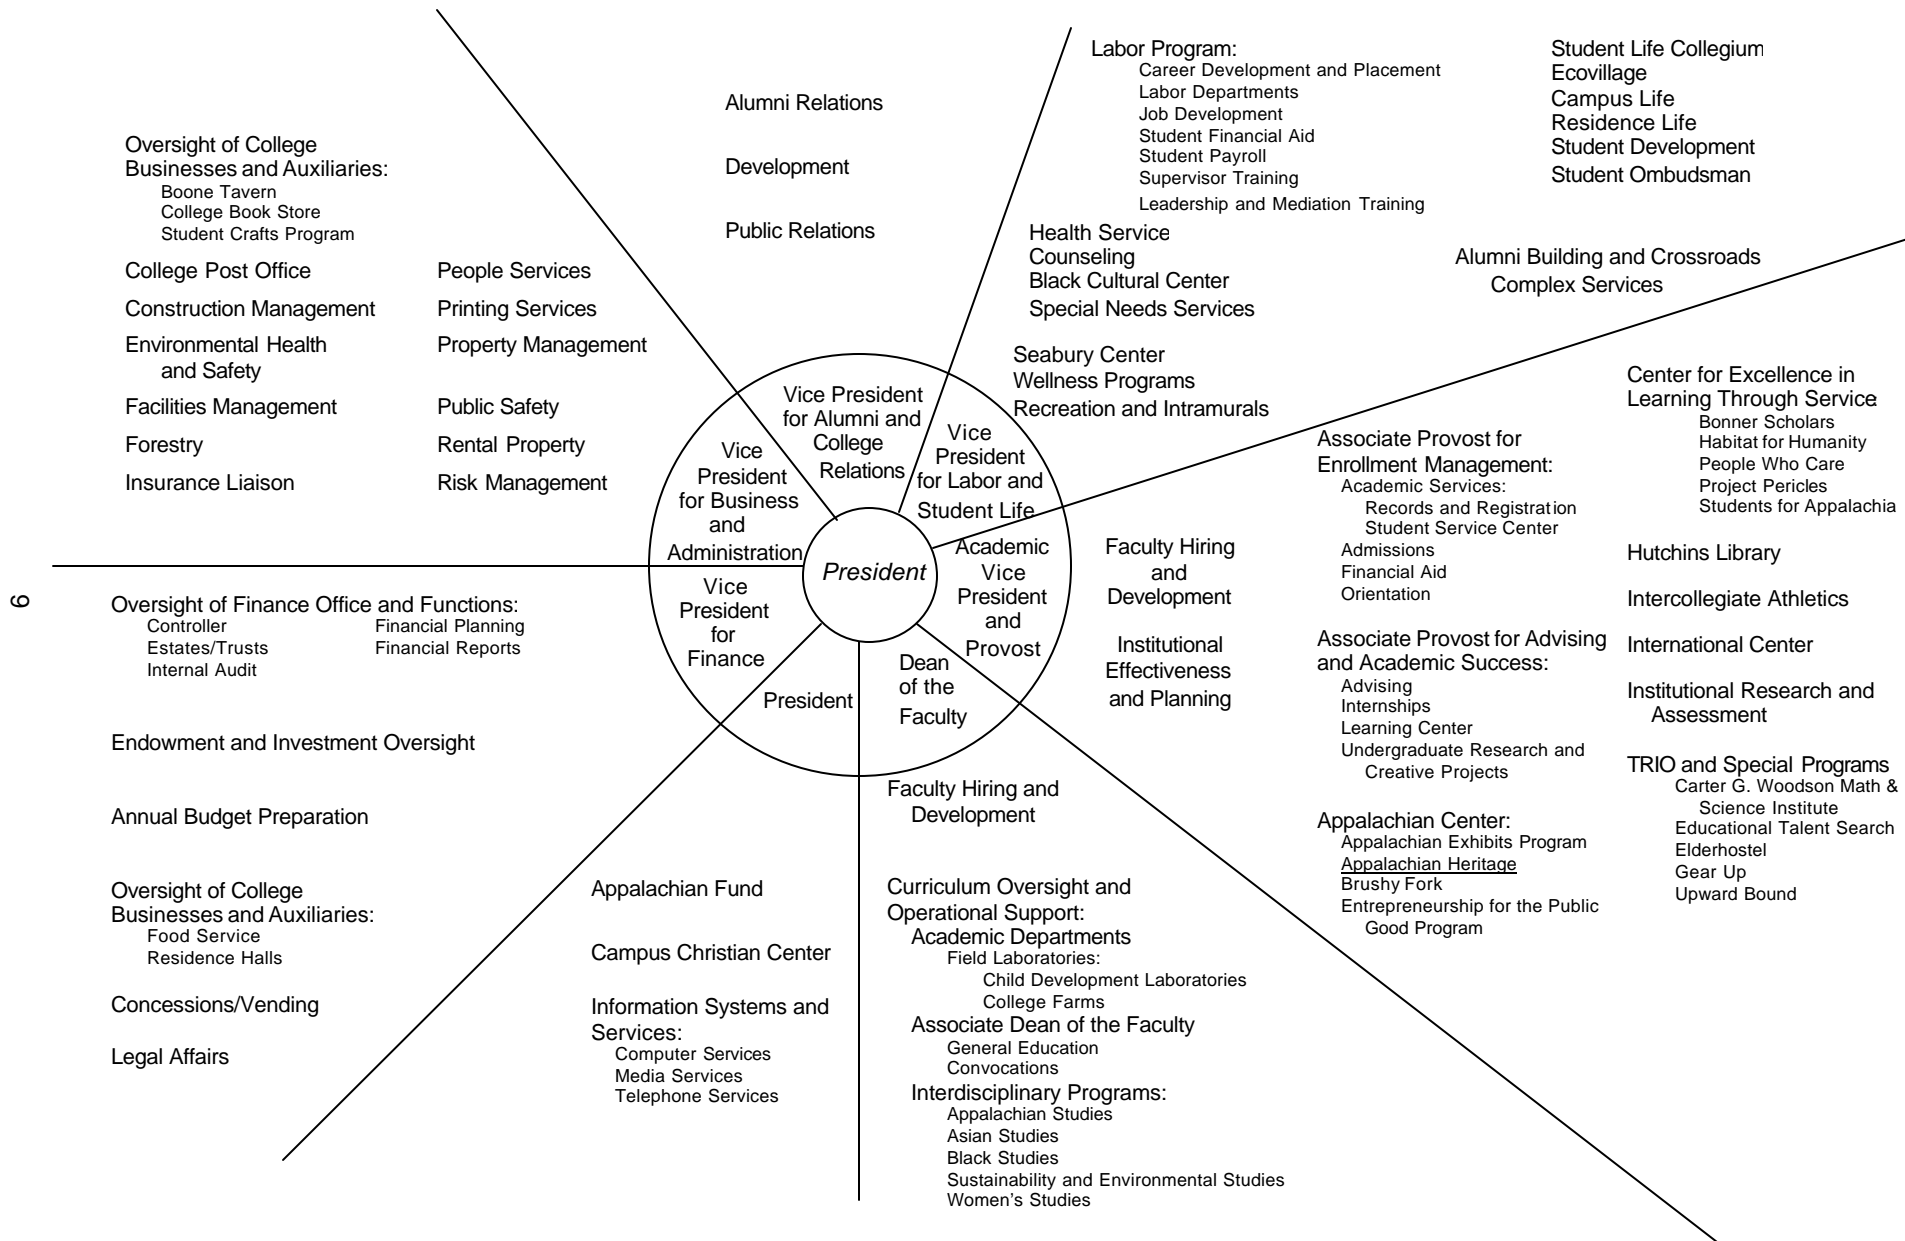 Oversight of College
Businesses and Auxiliaries:
Boone Tavern
College Book Store
Student Crafts Program
College Post Office
Construction Management
Environmental Health
and Safety
Facilities Management
Forestry
Insurance Liaison
People Services
Printing Services
Property Management
Public Safety
Rental Property
Risk Management
Alumni Relations
Development
Public Relations
Labor Program:
Career Development and Placement
Labor Departments
Job Development
Student Financial Aid
Student Payroll
Supervisor Training
Leadership and Mediation Training
Student Life Collegium
Ecovillage
Campus Life
Residence Life
Student Development
Student Ombudsman
Health Service
Counseling
Black Cultural Center
Special Needs Services
Alumni Building and Crossroads
Complex Services
Seabury Center
Wellness Programs
Recreation and Intramurals
Vice
President
for Business
and
Administration
Vice President
for Alumni and
College
Relations
Vice
President
for Labor and
Student Life
President
Academic
Vice
President
and
Provost
Vice
President
for
Finance
President
Dean
of the
Faculty
Faculty Hiring
and
Development
Institutional
Effectiveness
and Planning
Associate Provost for
Enrollment Management:
Academic Services:
Records and Registration
Student Service Center
Admissions
Financial Aid
Orientation
Associate Provost for Advising
and Academic Success:
Advising
Internships
Learning Center
Undergraduate Research and
Creative Projects
Appalachian Center:
Appalachian Exhibits Program
Appalachian Heritage
Brushy Fork
Entrepreneurship for the Public
Good Program
Center for Excellence in
Learning Through Service:
Bonner Scholars
Habitat for Humanity
People Who Care
Project Pericles
Students for Appalachia
Hutchins Library
Intercollegiate Athletics
International Center
Institutional Research and
Assessment
TRIO and Special Programs
Carter G. Woodson Math &
Science Institute
Educational Talent Search
Elderhostel
Gear Up
Upward Bound
9
Oversight of Finance Office and Functions:
Controller
Estates/Trusts
Internal Audit
Financial Planning
Financial Reports
Endowment and Investment Oversight
Annual Budget Preparation
Oversight of College
Businesses and Auxiliaries:
Food Service
Residence Halls
Concessions/Vending
Legal Affairs
Appalachian Fund
Campus Christian Center
Information Systems and
Services:
Computer Services
Media Services
Telephone Services
Faculty Hiring and
Development
Curriculum Oversight and
Operational Support:
Academic Departments
Field Laboratories:
Child Development Laboratories
College Farms
Associate Dean of the Faculty
General Education
Convocations
Interdisciplinary Programs:
Appalachian Studies
Asian Studies
Black Studies
Sustainability and Environmental Studies
Women's Studies